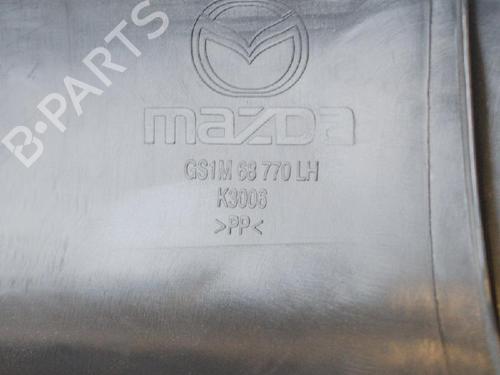 B-PARTS
mazda
GS1M 68 770 LH
K3006
>PP<